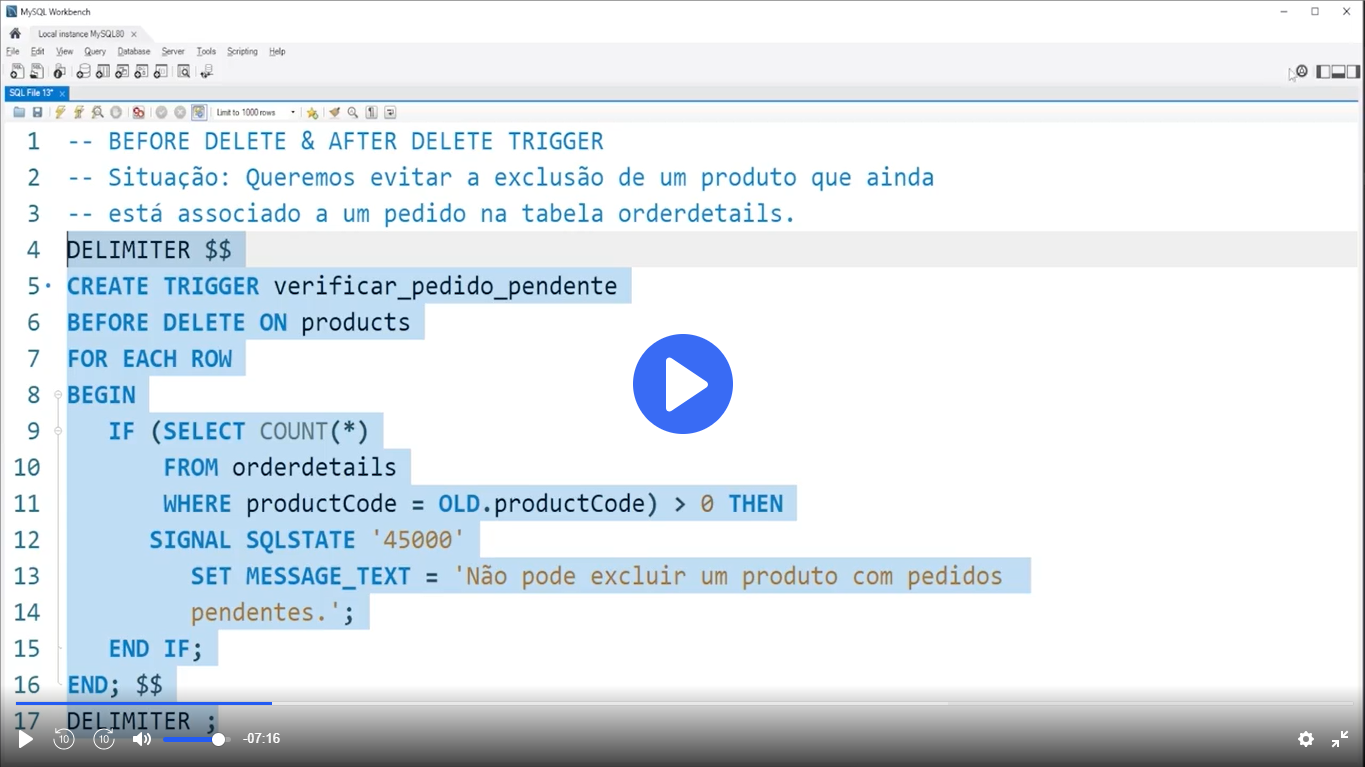 MySQL Workbench
Local instance MySQL80 ×
File Edit View Query Database Server Tools Scripting Help
SQL File 13* ×
Limit to 1000 rows
1 -- BEFORE DELETE & AFTER DELETE TRIGGER
2 -- Situação: Queremos evitar a exclusão de um produto que ainda
3 -- está associado a um pedido na tabela orderdetails.
4 DELIMITER $$
5 CREATE TRIGGER verificar_pedido_pendente
6 BEFORE DELETE ON products
7 FOR EACH ROW
8 BEGIN
9 IF (SELECT COUNT(*)
10 FROM orderdetails
11 WHERE productCode = OLD.productCode) > 0 THEN
12 SIGNAL SQLSTATE '45000'
13 SET MESSAGE_TEXT = 'Não pode excluir um produto com pedidos
14 pendentes.';
15 END IF;
16 END; $$
17 DELIMITER ;
10 10 -07:16